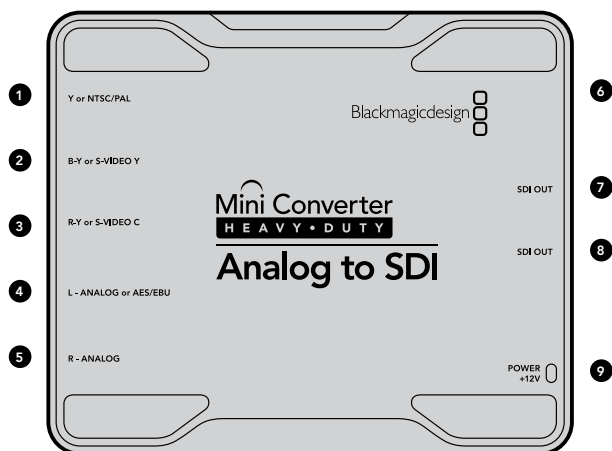 1
Y or NTSC/PAL
2
B-Y or S-VIDEO Y
3
R-Y or S-VIDEO C
4
L - ANALOG or AES/EBU
5
R - ANALOG
Blackmagicdesign
Mini Converter
HEAVY•DUTY
Analog to SDI
6
SDI OUT
7
SDI OUT
8
POWER
+12V
9